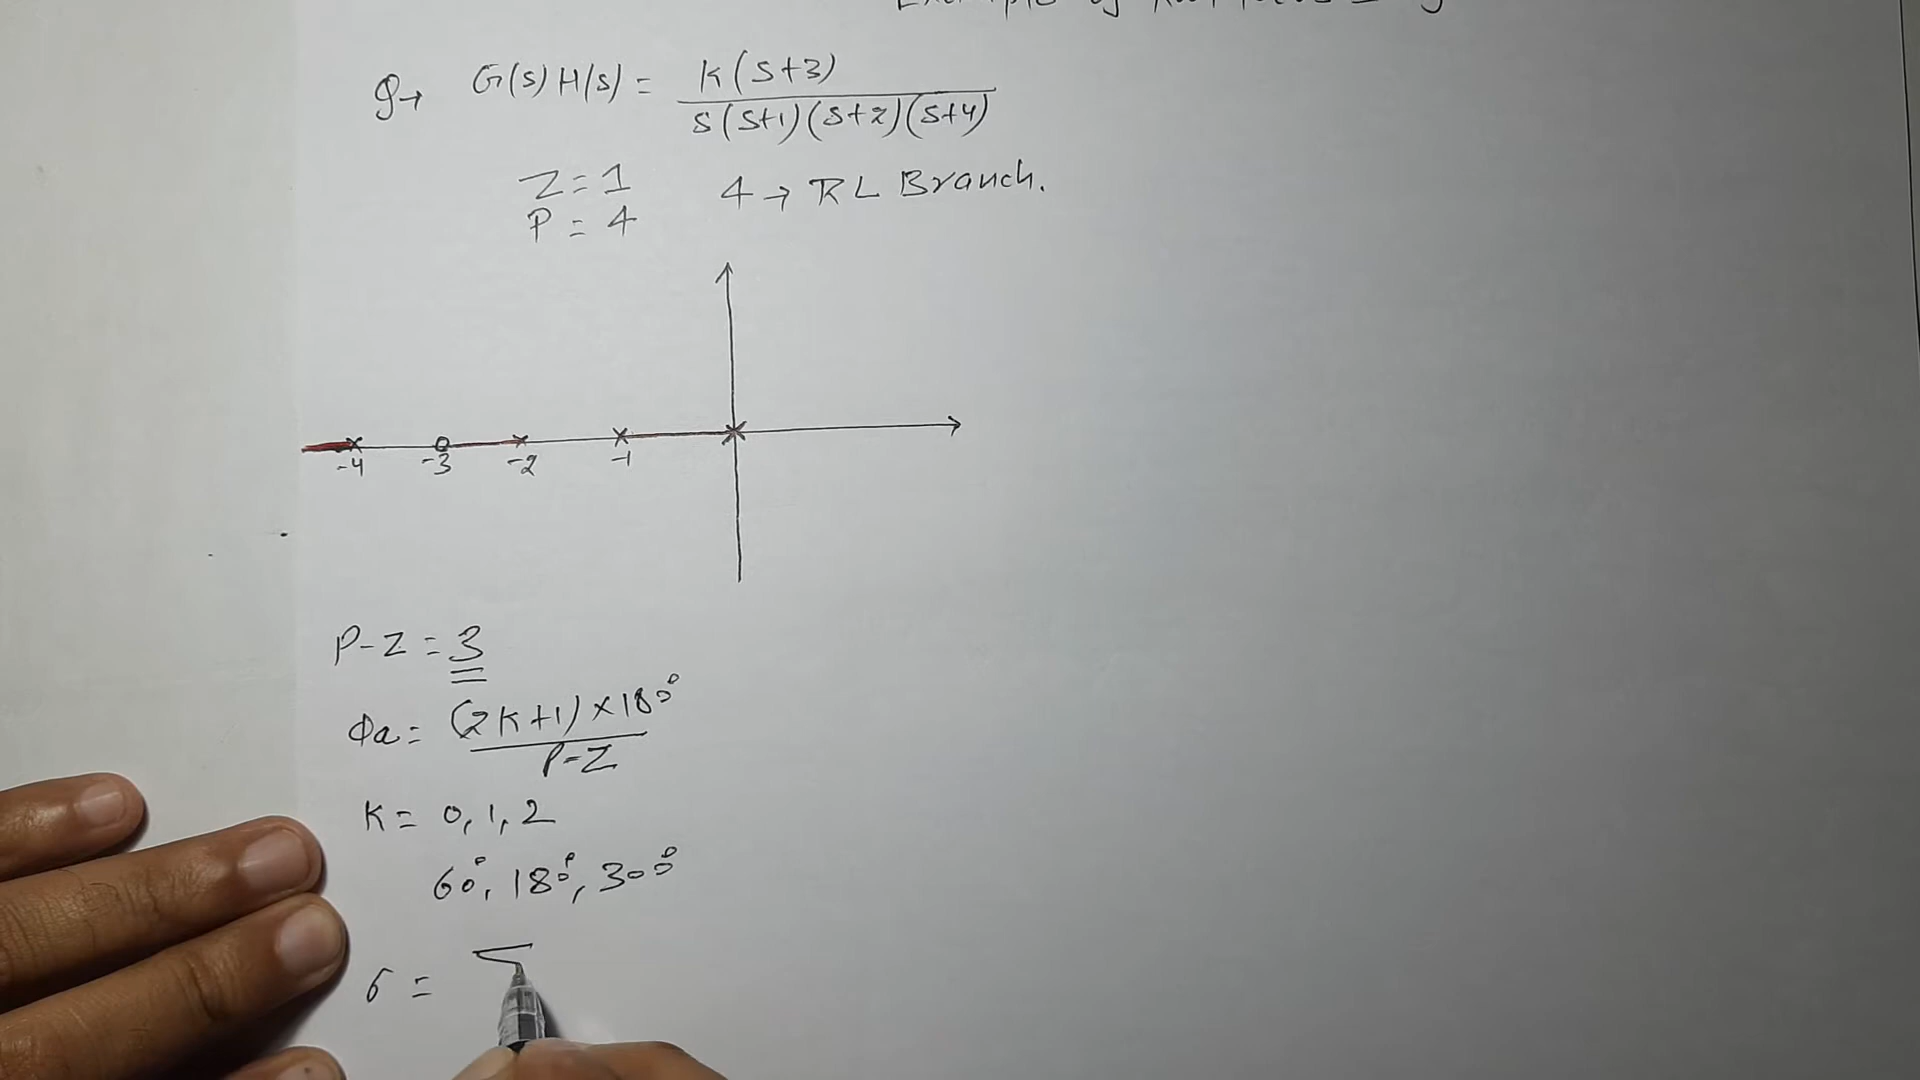 Q→ G(s)H(s) = K(s+3)
s(s+1)(s+2)(s+4)
Z=1 4 → RL Branch.
P = 4
-4 -3 -2 -1
P-Z = 3
Φa = (2K+1)×180°
P-Z
K= 0,1,2
60°, 180°, 300°
σ =